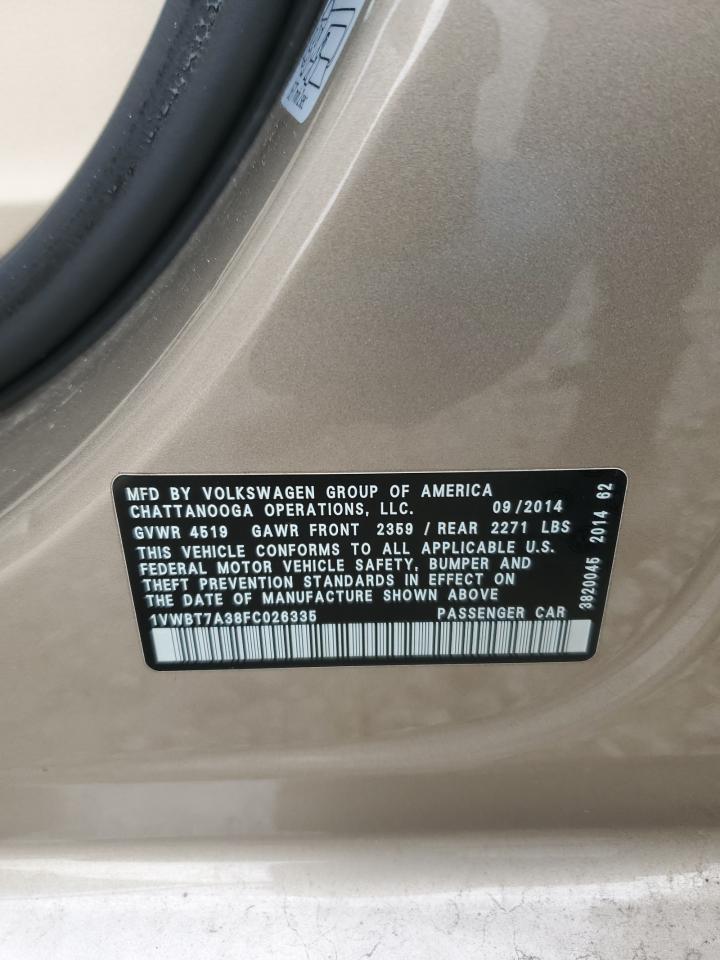 MFD BY VOLKSWAGEN GROUP OF AMERICA
CHATTANOOGA OPERATIONS, LLC. 09/2014
GVWR 4519 GAWR FRONT 2359 / REAR 2271 LBS
THIS VEHICLE CONFORMS TO ALL APPLICABLE U.S.
FEDERAL MOTOR VEHICLE SAFETY, BUMPER AND
THEFT PREVENTION STANDARDS IN EFFECT ON
THE DATE OF MANUFACTURE SHOWN ABOVE
1VWBT7A38FC026335 PASSENGER CAR
3820045 2014 62